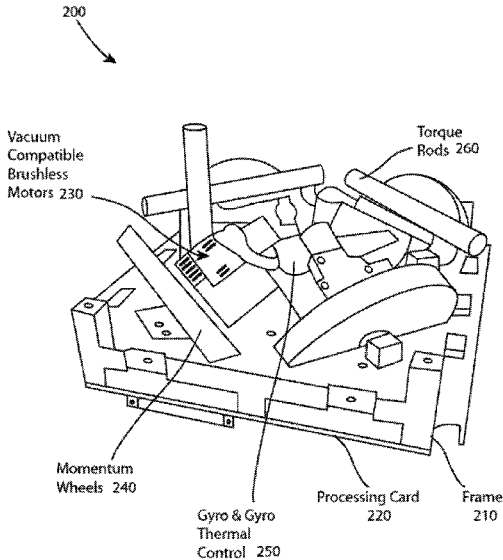 200
Vacuum
Compatible
Brushless
Motors 230
Torque
Rods 260
Momentum
Wheels 240
Gyro & Gyro
Thermal
Control 250
Processing Card
220
Frame
210